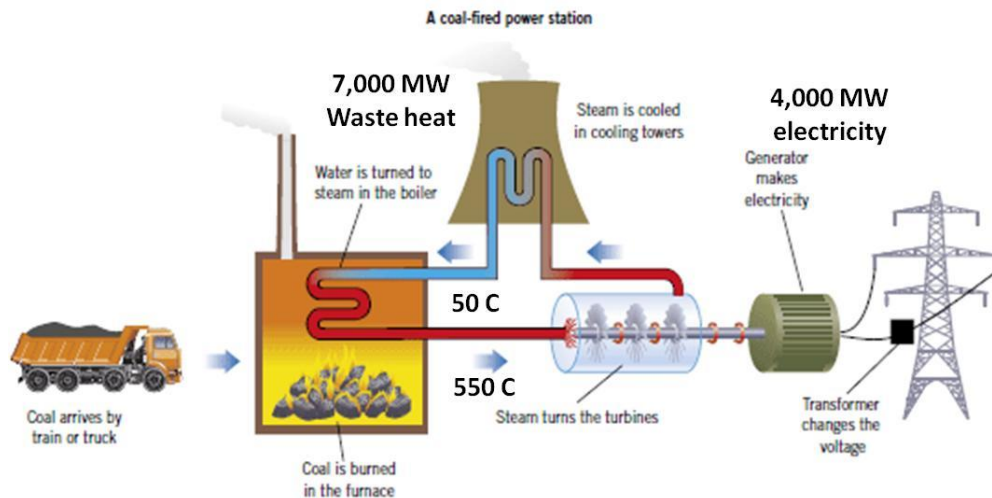 A coal-fired power station
7,000 MW
Waste heat
Steam is cooled
in cooling towers
4,000 MW
electricity
Generator
makes
electricity
Water is turned to
steam in the boiler
50 C
550 C
Coal arrives by
train or truck
Steam turns the turbines
Transformer
changes the
voltage
Coal is burned
in the furnace